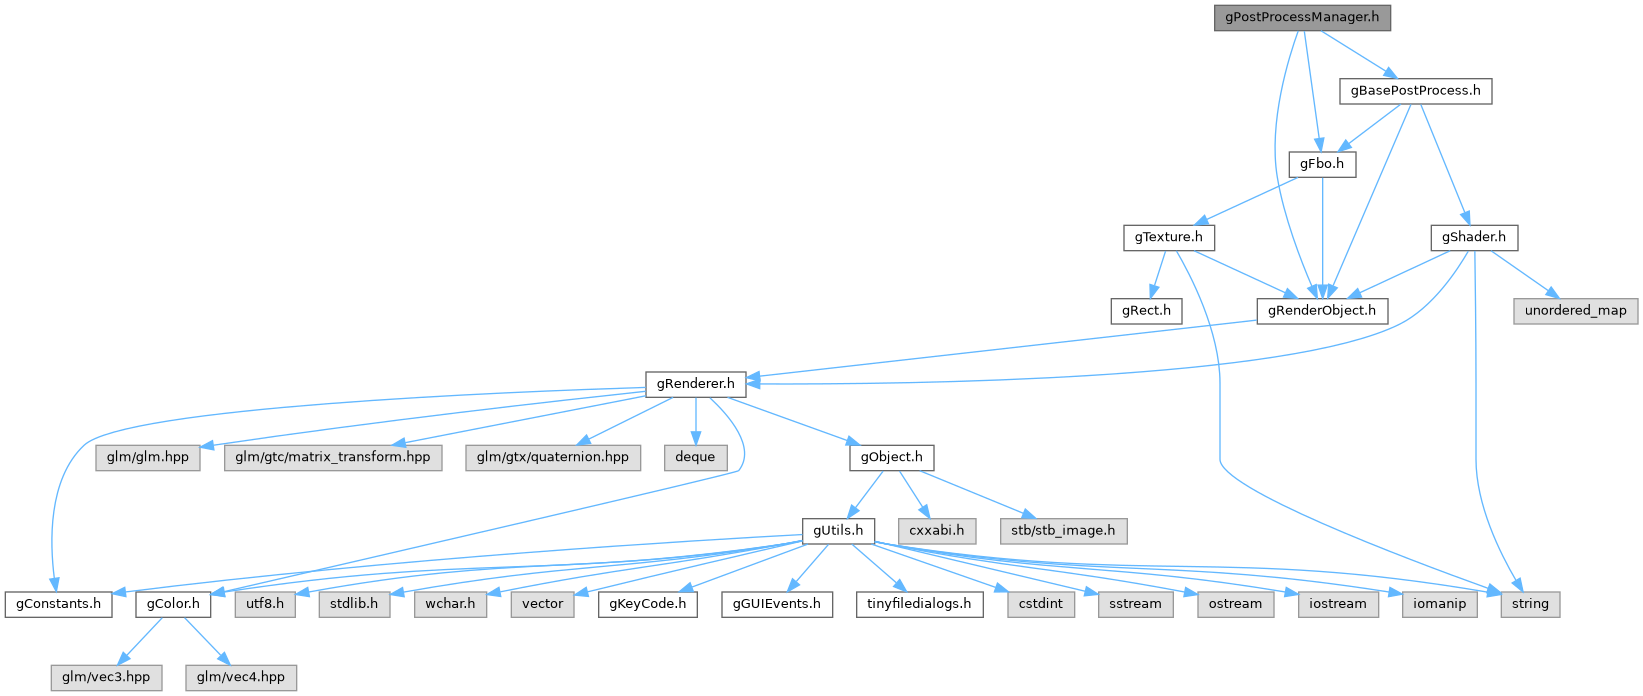 gPostProcessManager.h
gBasePostProcess.h
gFbo.h
gTexture.h
gShader.h
gRect.h
gRenderObject.h
unordered_map
gRenderer.h
glm/glm.hpp
glm/gtc/matrix_transform.hpp
glm/gtx/quaternion.hpp
deque
gObject.h
gUtils.h
cxxabi.h
stb/stb_image.h
gConstants.h
gColor.h
utf8.h
stdlib.h
wchar.h
vector
gKeyCode.h
gGUIEvents.h
tinyfiledialogs.h
cstdint
sstream
ostream
iostream
iomanip
string
glm/vec3.hpp
glm/vec4.hpp